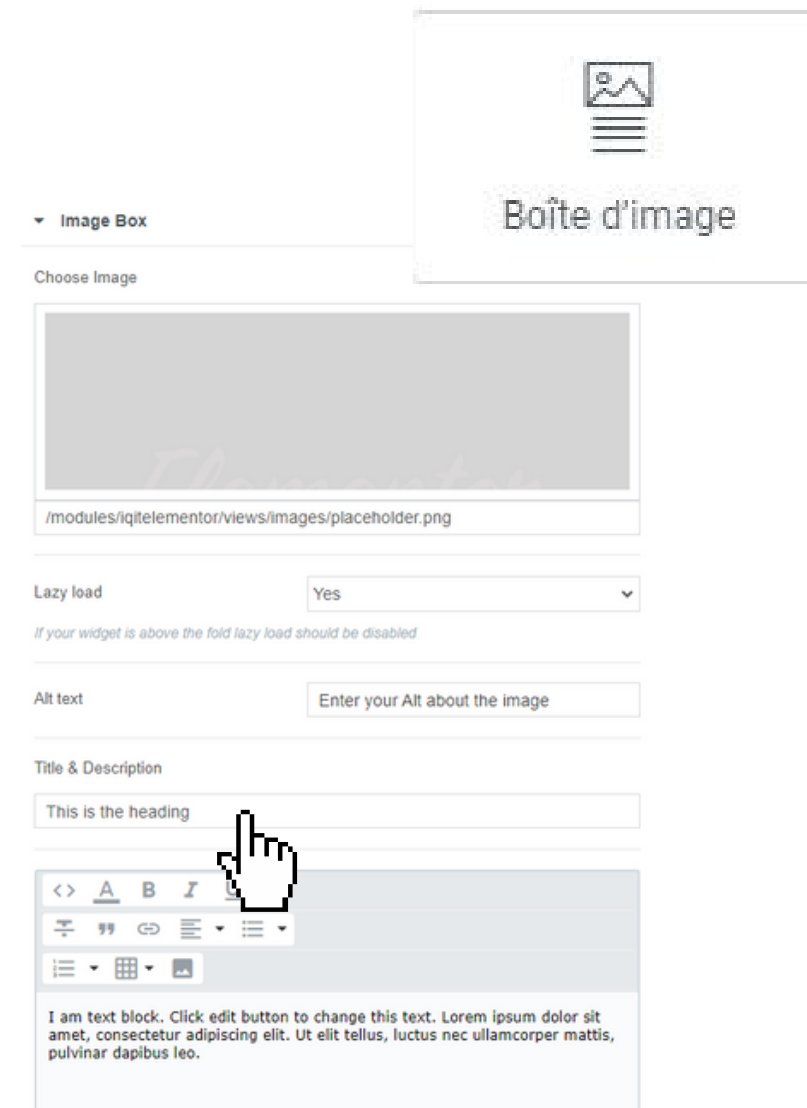 Boîte d'image
Image Box
Choose Image
Elementor
/modules/iqitelementor/views/images/placeholder.png
Lazy load
Yes
If your widget is above the fold lazy load should be disabled
Alt text
Enter your Alt about the image
Title & Description
This is the heading
A B I U
I am text block. Click edit button to change this text. Lorem ipsum dolor sit
amet, consectetur adipiscing elit. Ut elit tellus, luctus nec ullamcorper mattis,
pulvinar dapibus leo.